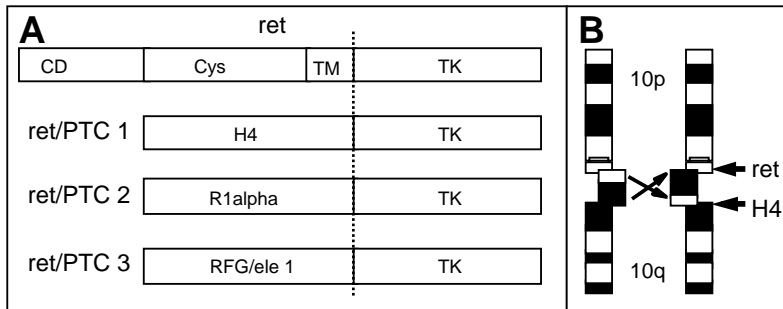 A
ret
CD Cys TM TK
ret/PTC 1 H4 TK
ret/PTC 2 R1alpha TK
ret/PTC 3 RFG/ele 1 TK
B
10p
ret
H4
10q